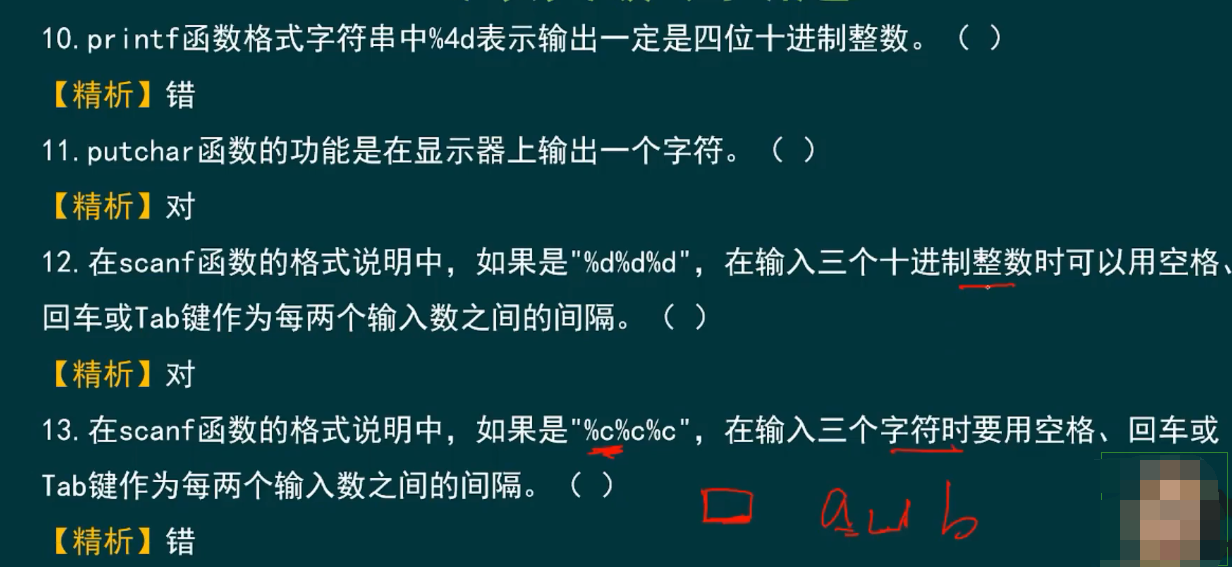 10.printf函数格式字符串中%4d表示输出一定是四位十进制整数。（ ）
【精析】错
11.putchar函数的功能是在显示器上输出一个字符。（ ）
【精析】对
12.在scanf函数的格式说明中，如果是"%d%d%d"，在输入三个十进制整数时可以用空格、
回车或Tab键作为每两个输入数之间的间隔。（ ）
【精析】对
13.在scanf函数的格式说明中，如果是"%c%c%c"，在输入三个字符时要用空格、回车或
Tab键作为每两个输入数之间的间隔。（ ）
a␣b
【精析】错